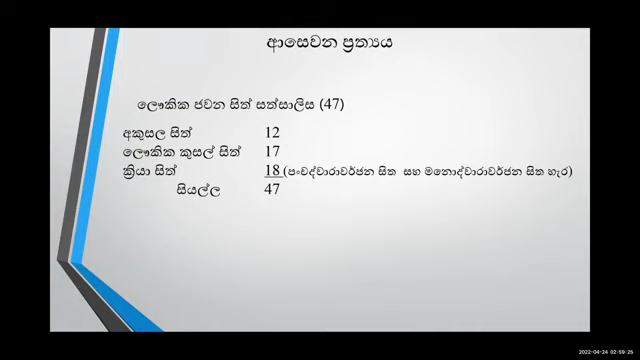 ආසේවන ප්‍රත්‍යය
ලෞකික ජවන සිත් සත්සාලිස (47)
අකුසල සිත් 12
ලෞකික කුසල් සිත් 17
ක්‍රියා සිත් 18 (පංචද්වාරාවර්ජන සිත සහ මනොද්වාරාවර්ජන සිත හැර)
සියල්ල 47
2022-04-24 02:59:25